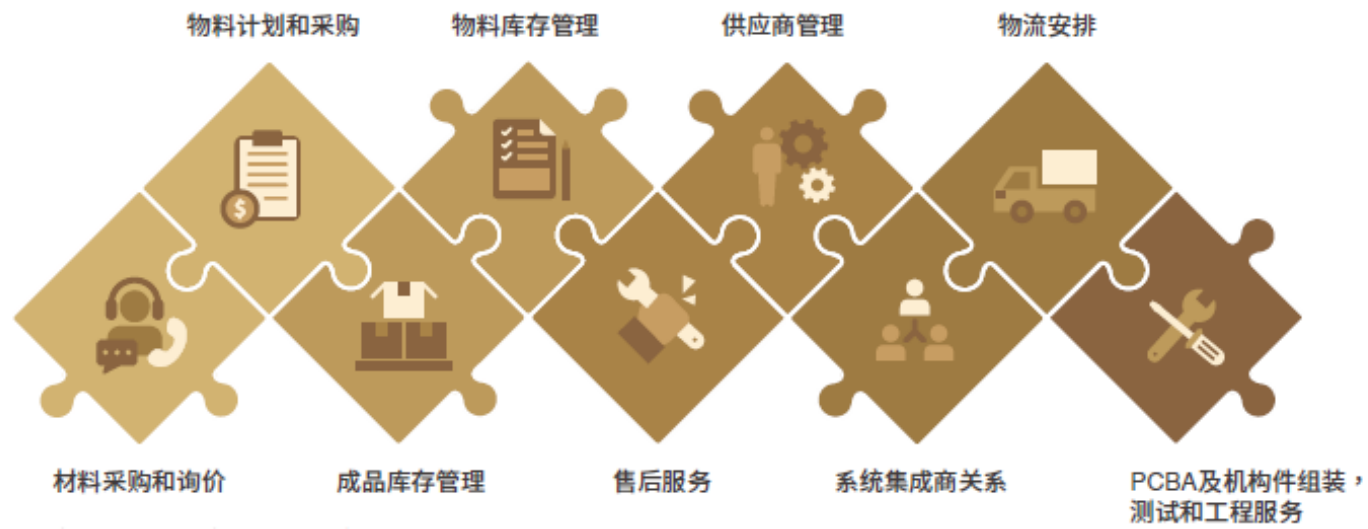 物料计划和采购
物料库存管理
供应商管理
物流安排
$
材料采购和询价
成品库存管理
售后服务
系统集成商关系
PCBA及机构件组装，
测试和工程服务